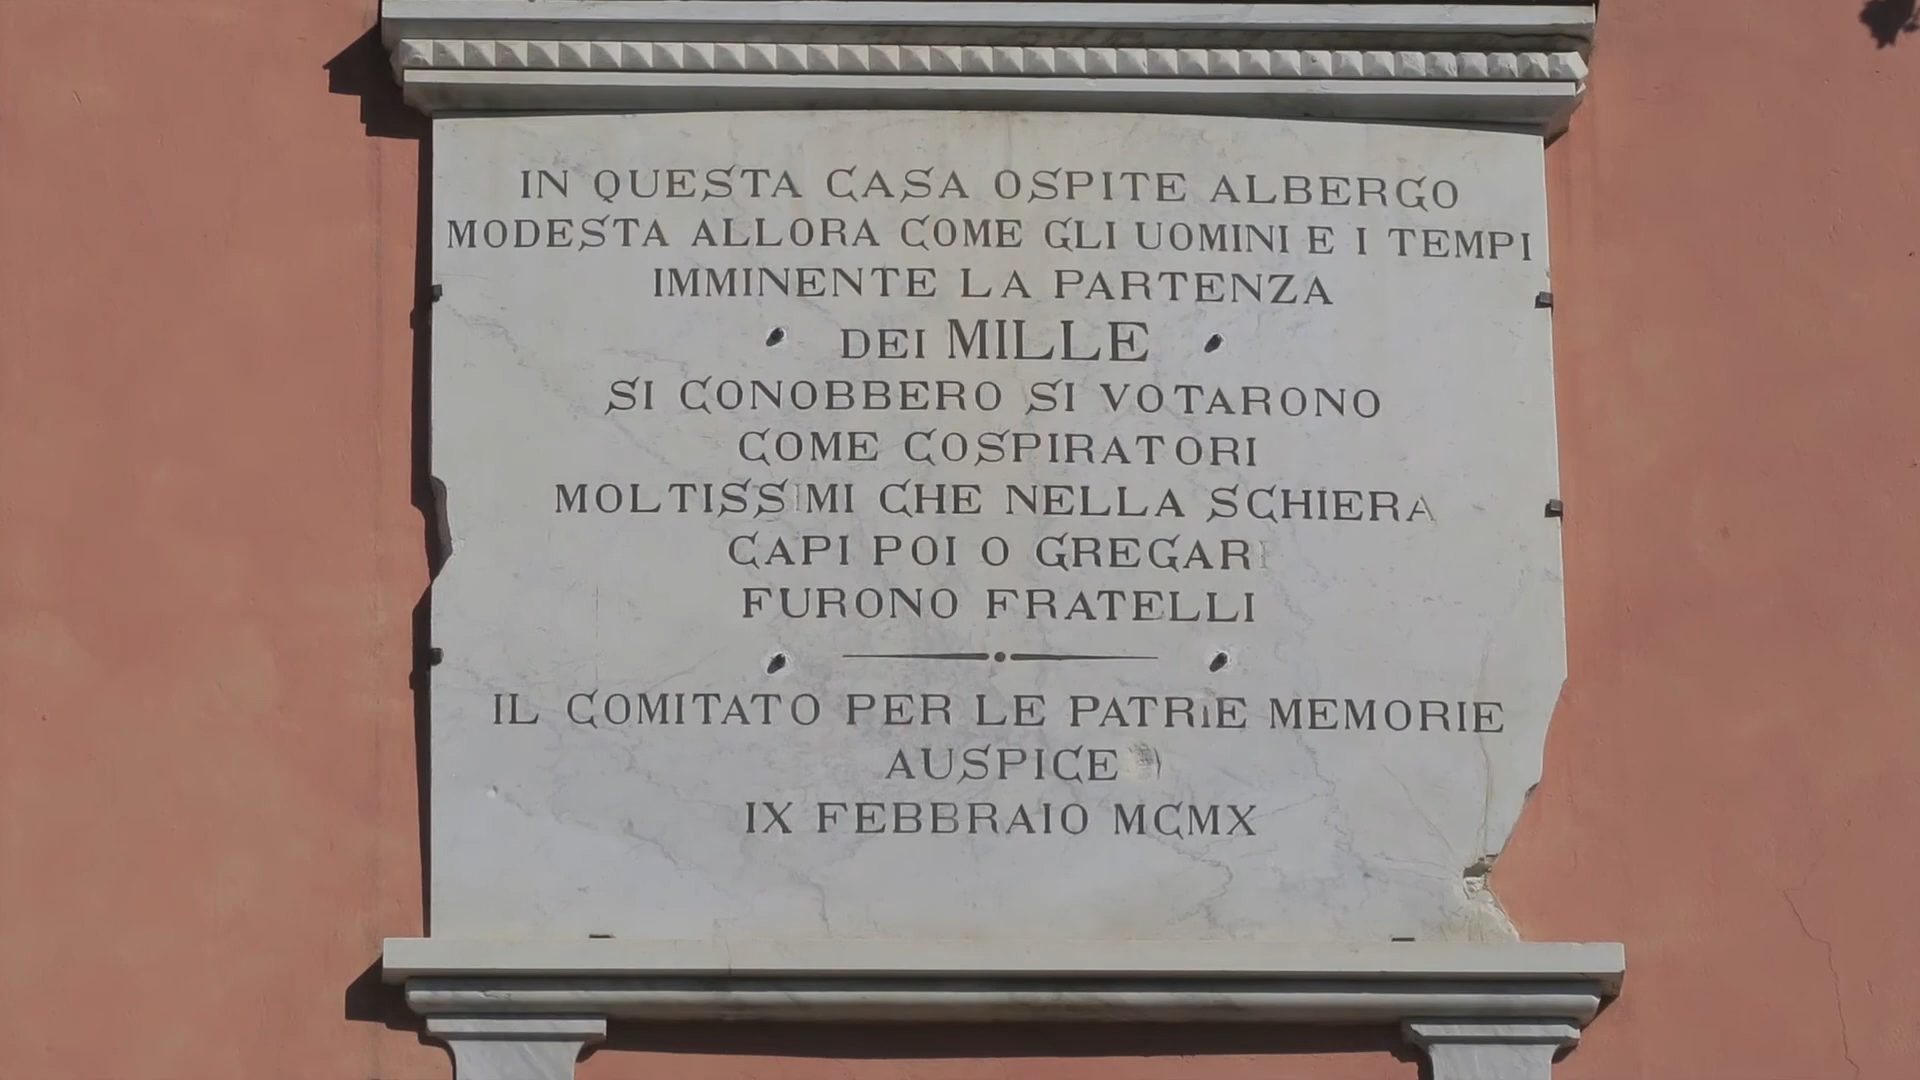 IN QUESTA CASA OSPITE ALBERGO
MODESTA ALLORA COME GLI UOMINI E I TEMPI
IMMINENTE LA PARTENZA
DEI MILLE
SI CONOBBERO SI VOTARONO
COME COSPIRATORI
MOLTISSIMI CHE NELLA SCHIERA
CAPI POI O GREGARI
FURONO FRATELLI
IL COMITATO PER LE PATRIE MEMORIE
AUSPICE
IX FEBBRAIO MCMX